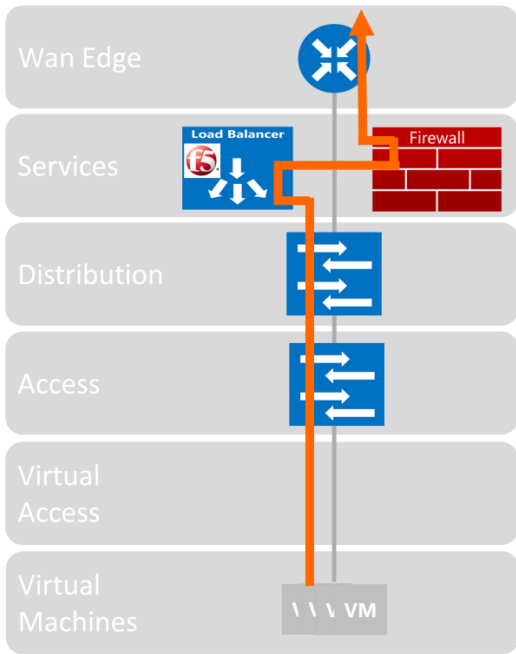 Wan Edge
Load Balancer
f5
Firewall
Services
Distribution
Access
Virtual
Access
Virtual
Machines
VM